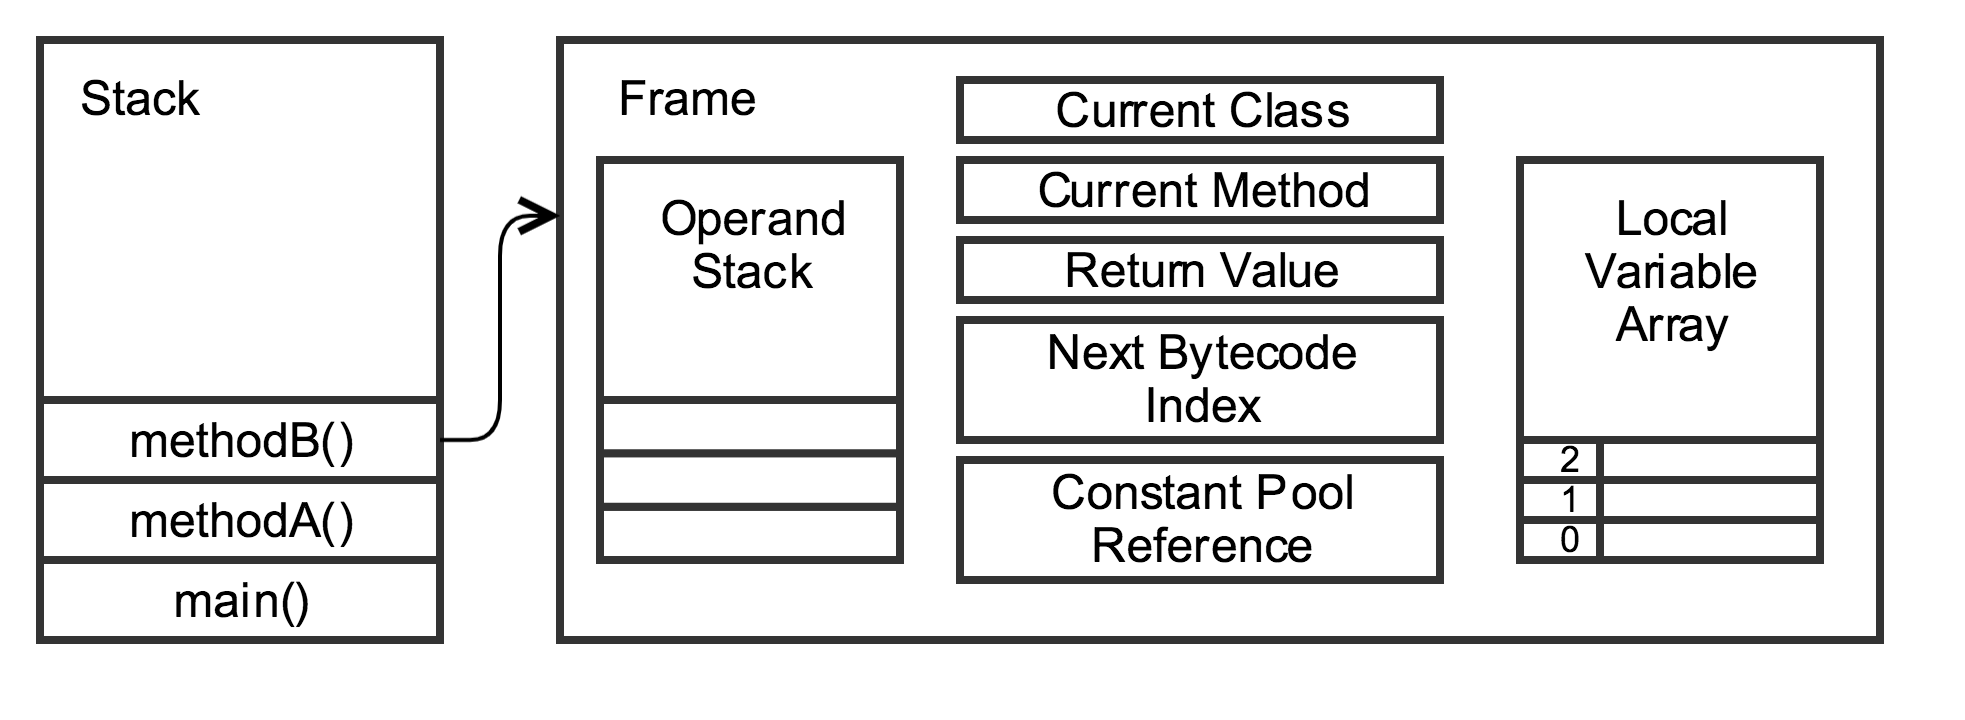 Stack
methodB()
methodA()
main()
Frame
Operand
Stack
Current Class
Current Method
Return Value
Next Bytecode
Index
Constant Pool
Reference
Local
Variable
Array
2
1
0